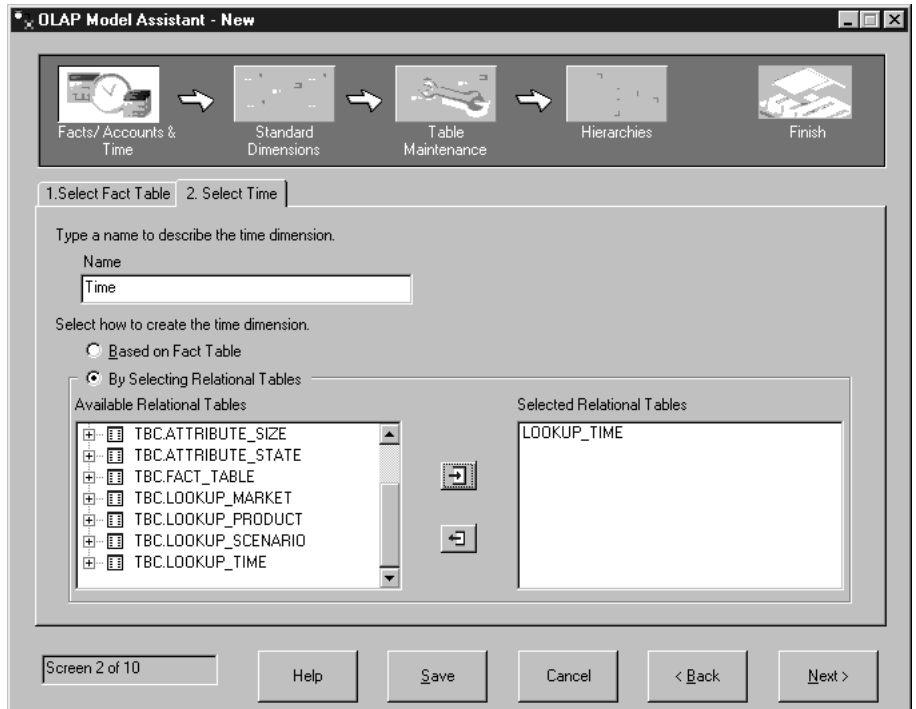 OLAP Model Assistant - New
Facts/ Accounts &
Time
Standard
Dimensions
Table
Maintenance
Hierarchies
Finish
1.Select Fact Table
2. Select Time
Type a name to describe the time dimension.
Name
Time
Select how to create the time dimension.
Based on Fact Table
By Selecting Relational Tables
Available Relational Tables
TBC.ATTRIBUTE_SIZE
TBC.ATTRIBUTE_STATE
TBC.FACT_TABLE
TBC.LOOKUP_MARKET
TBC.LOOKUP_PRODUCT
TBC.LOOKUP_SCENARIO
TBC.LOOKUP_TIME
Selected Relational Tables
LOOKUP_TIME
Screen 2 of 10
Help
Save
Cancel
< Back
Next >